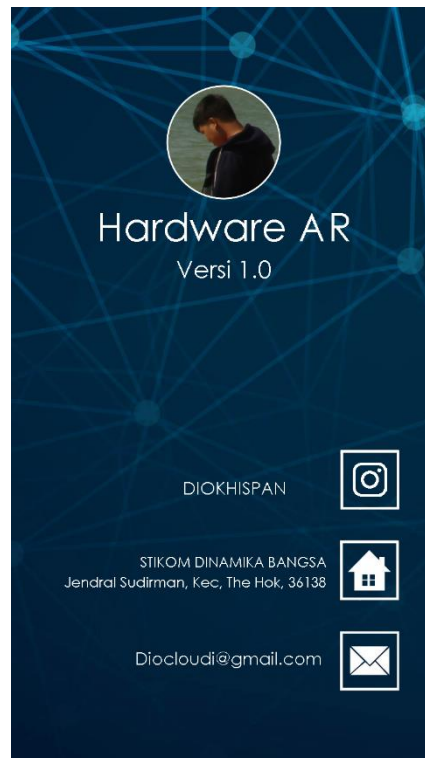 Hardware AR
Versi 1.0
DIOKHISPAN
STIKOM DINAMIKA BANGSA
Jendral Sudirman, Kec, The Hok, 36138
Diocloudi@gmail.com